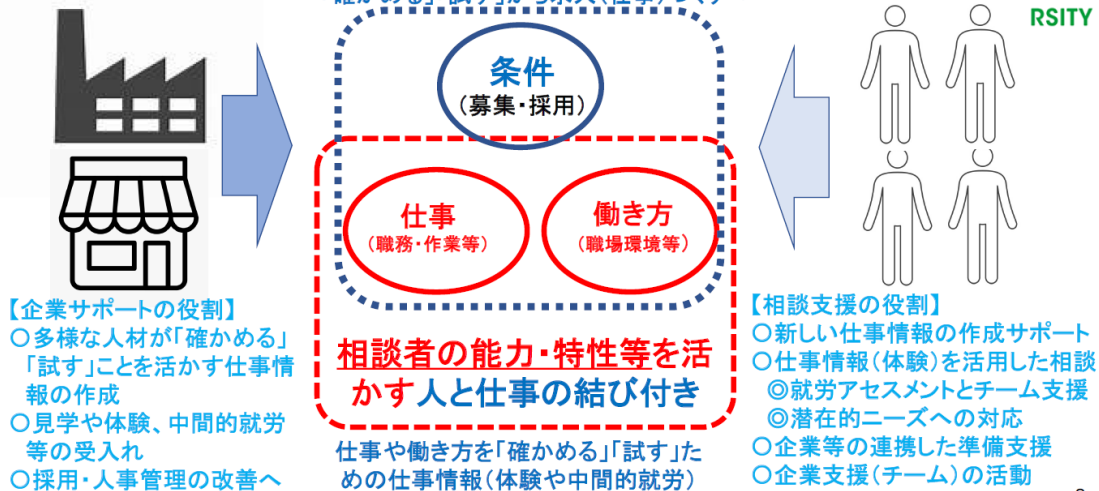 RSITY
条件
(募集・採用)
仕事
(職務・作業等)
働き方
(職場環境等)
相談者の能力・特性等を活
かす人と仕事の結び付き
仕事や働き方を「確かめる」「試す」た
めの仕事情報(体験や中間的就労)
【企業サポートの役割】
○多様な人材が「確かめる」
「試す」ことを活かす仕事情
報の作成
○見学や体験、中間的就労
等の受入れ
○採用・人事管理の改善へ
【相談支援の役割】
○新しい仕事情報の作成サポート
○仕事情報(体験)を活用した相談
◎就労アセスメントとチーム支援
◎潜在的ニーズへの対応
○企業等の連携した準備支援
○企業支援(チーム)の活動